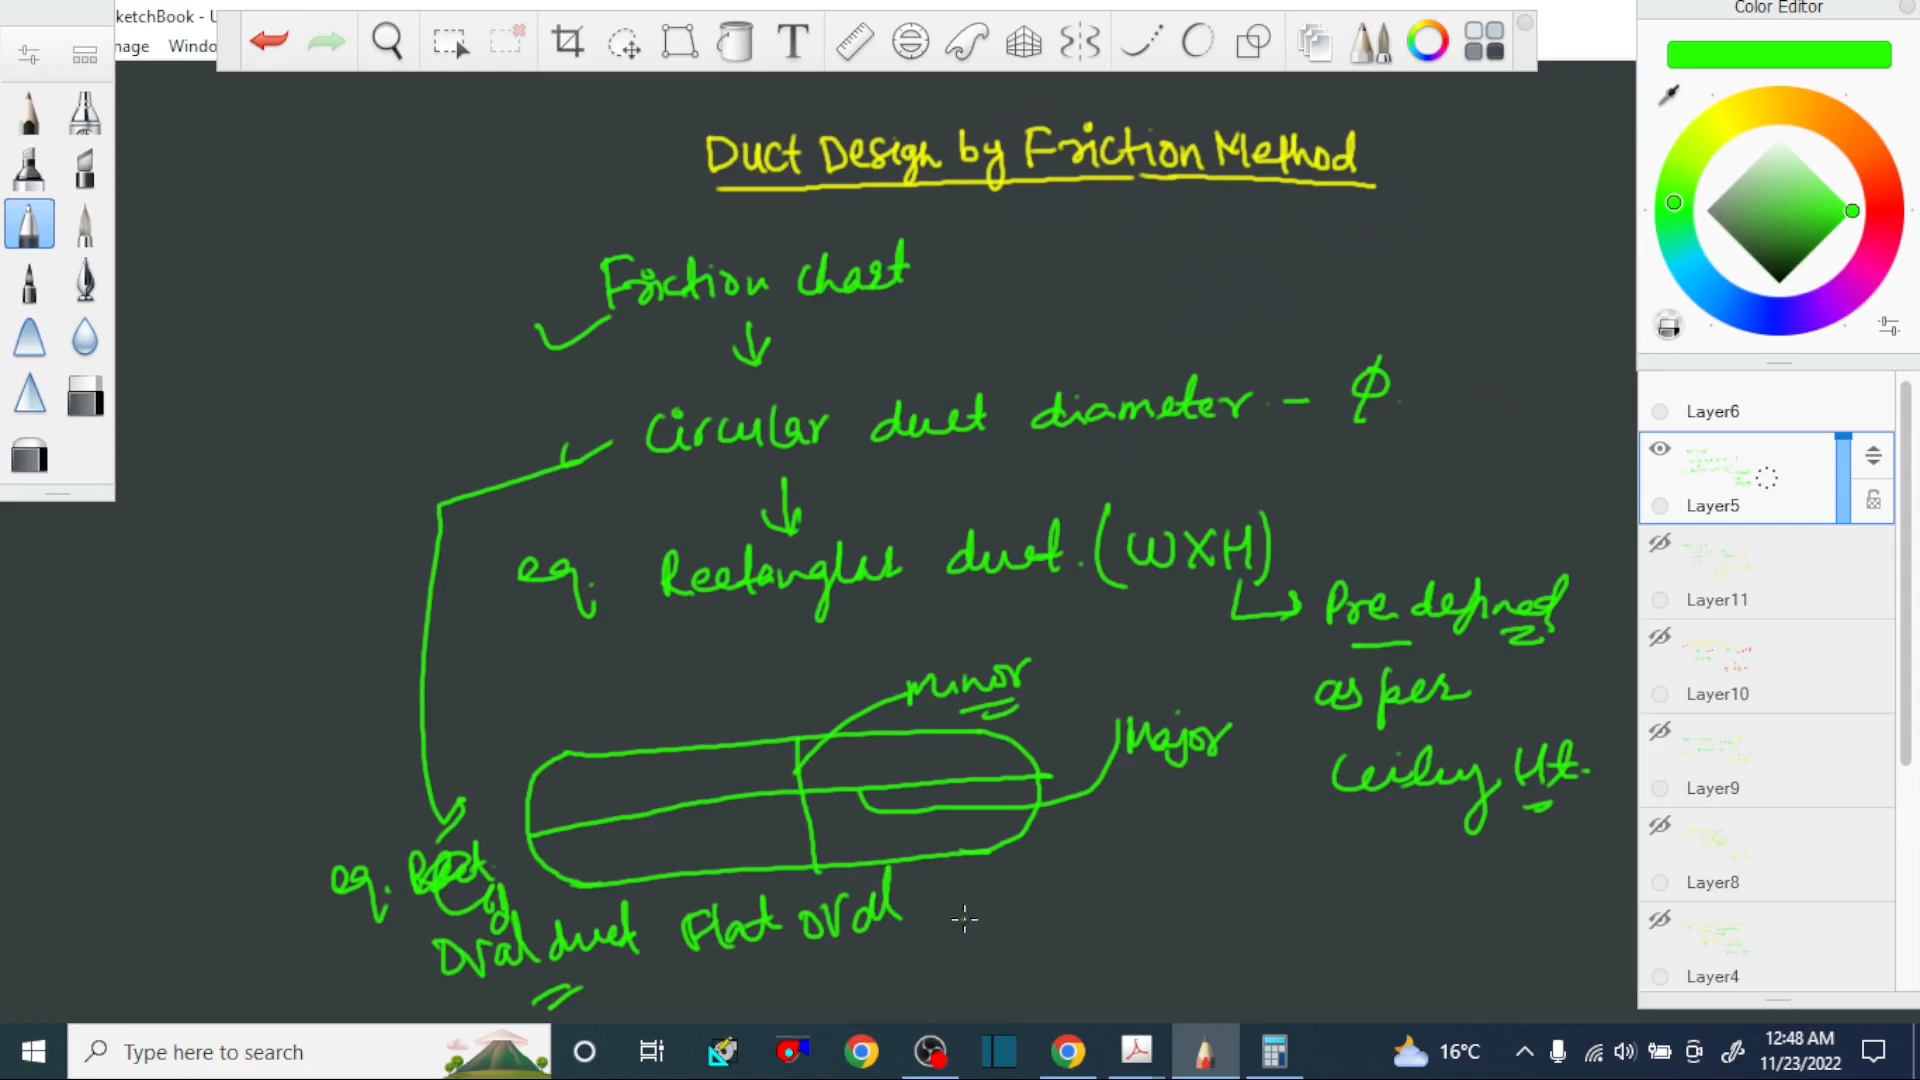 ketchBook - U
mage Windo
Color Editor
Duct Design by Friction Method
Friction chart
Circular duct diameter - φ
eq. Rectangular duct. (WXH)
Pre defined
as per
Ceiling Ht.
Minor
Major
eq.
Oval duct Flat oval
Layer6
Layer5
Layer11
Layer10
Layer9
Layer8
Layer4
Type here to search
16°C
12:48 AM
11/23/2022